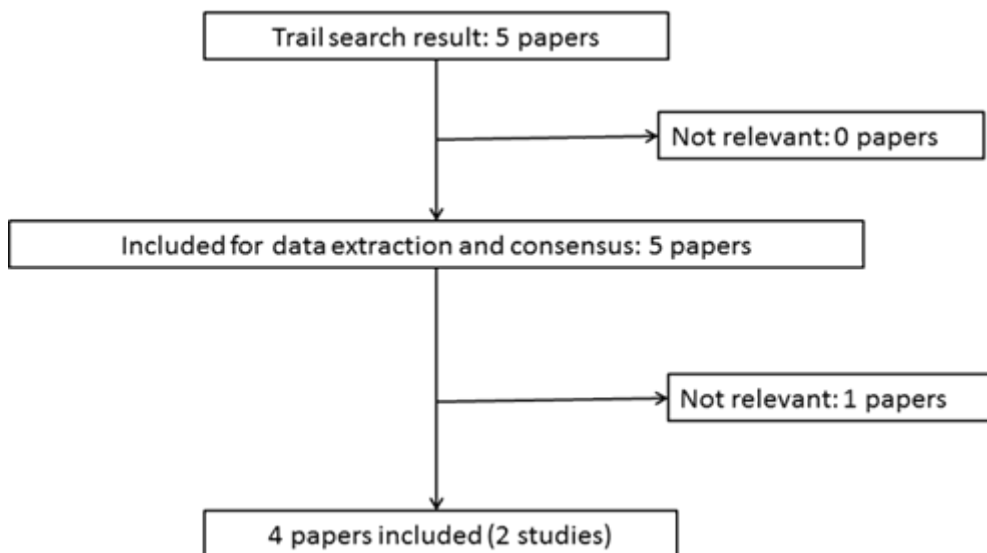 Trail search result: 5 papers
Not relevant: 0 papers
Included for data extraction and consensus: 5 papers
Not relevant: 1 papers
4 papers included (2 studies)